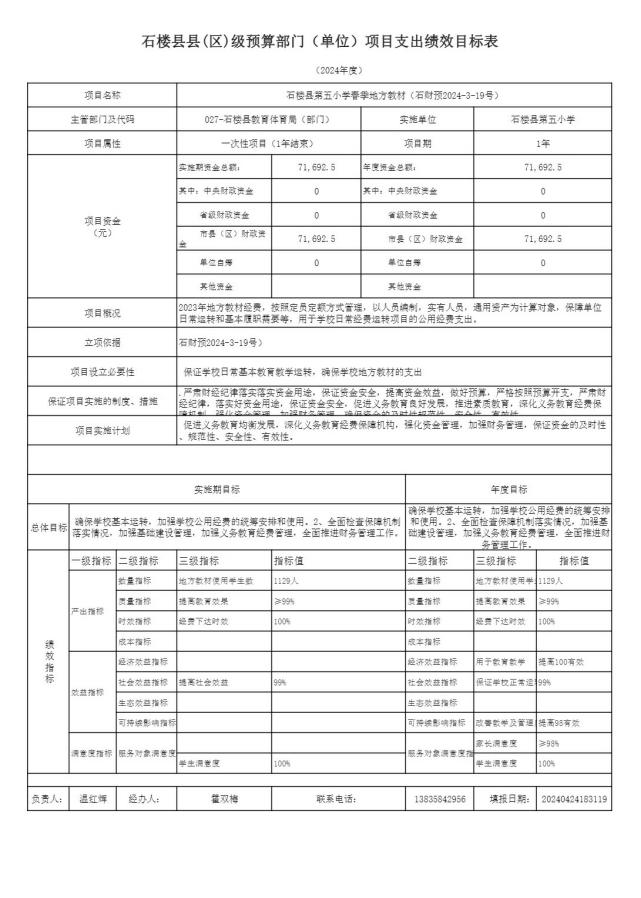 石楼县县(区)级预算部门（单位）项目支出绩效目标表
（2024年度）
项目名称 石楼县第五小学春季地方教材（石财预2024-3-19号）
主管部门及代码 027-石楼县教育体育局（部门） 实施单位 石楼县第五小学
项目属性 一次性项目（1年结束） 项目期 1年
项目资金
（元）
实施期资金总额： 71,692.5 年度资金总额： 71,692.5
其中：中央财政资金 0 其中：中央财政资金 0
省级财政资金 0 省级财政资金 0
市县（区）财政资
金 71,692.5 市县（区）财政资金 71,692.5
单位自筹 0 单位自筹 0
其他资金 其他资金
项目概况 2023年地方教材经费，按照定员定额方式管理，以人员编制，实有人员，通用资产为计算对象，保障单位
日常运转和基本履职需要等，用于学校日常经费运转项目的公用经费支出。
立项依据 石财预2024-3-19号）
项目设立必要性 保证学校日常基本教育教学运转，确保学校地方教材的支出
保证项目实施的制度、措施 .严肃财经纪律落实落实资金用途，保证资金安全，提高资金效益，做好预算，严格按照预算开支，严肃财
经纪律，落实好资金用途，保证资金安全，促进义务教育良好发展，推进素质教育，深化义务教育经费保
障机制，强化资金管理，加强财务管理，确保资金的及时性规范性、安全性、有效性
项目实施计划 促进义务教育均衡发展，深化义务教育经费保障机构，强化资金管理，加强财务管理，保证资金的及时性
、规范性、安全性、有效性。
实施期目标 年度目标
总体目标 确保学校基本运转，加强学校公用经费的统筹安排和使用。2、全面检查保障机制
落实情况，加强基础建设管理，加强义务教育经费管理，全面推进财务管理工作。
确保学校基本运转，加强学校公用经费的统筹安排
和使用。2、全面检查保障机制落实情况，加强基
础建设管理，加强义务教育经费管理，全面推进财
务管理工作。
绩效指标
一级指标 二级指标 三级指标 指标值 二级指标 三级指标 指标值
产出指标
数量指标 地方教材使用学生数 1129人 数量指标 地方教材使用学 1129人
质量指标 提高教育效果 ≥99% 质量指标 提高教育效果 ≥99%
时效指标 经费下达时效 100% 时效指标 经费下达时效 100%
成本指标 成本指标
效益指标
经济效益指标 经济效益指标 用于教育教学 提高100有效
社会效益指标 提高社会效益 99% 社会效益指标 保证学校正常运 99%
生态效益指标 生态效益指标
可持续影响指标 可持续影响指标 改善教学及管理 提高98有效
满意度指标 服务对象满意度 服务对象满意度指
家长满意度 ≥98%
学生满意度 100% 学生满意度 100%
负责人： 温红辉 经办人： 霍双梅 联系电话： 13835842956 填报日期： 20240424183119